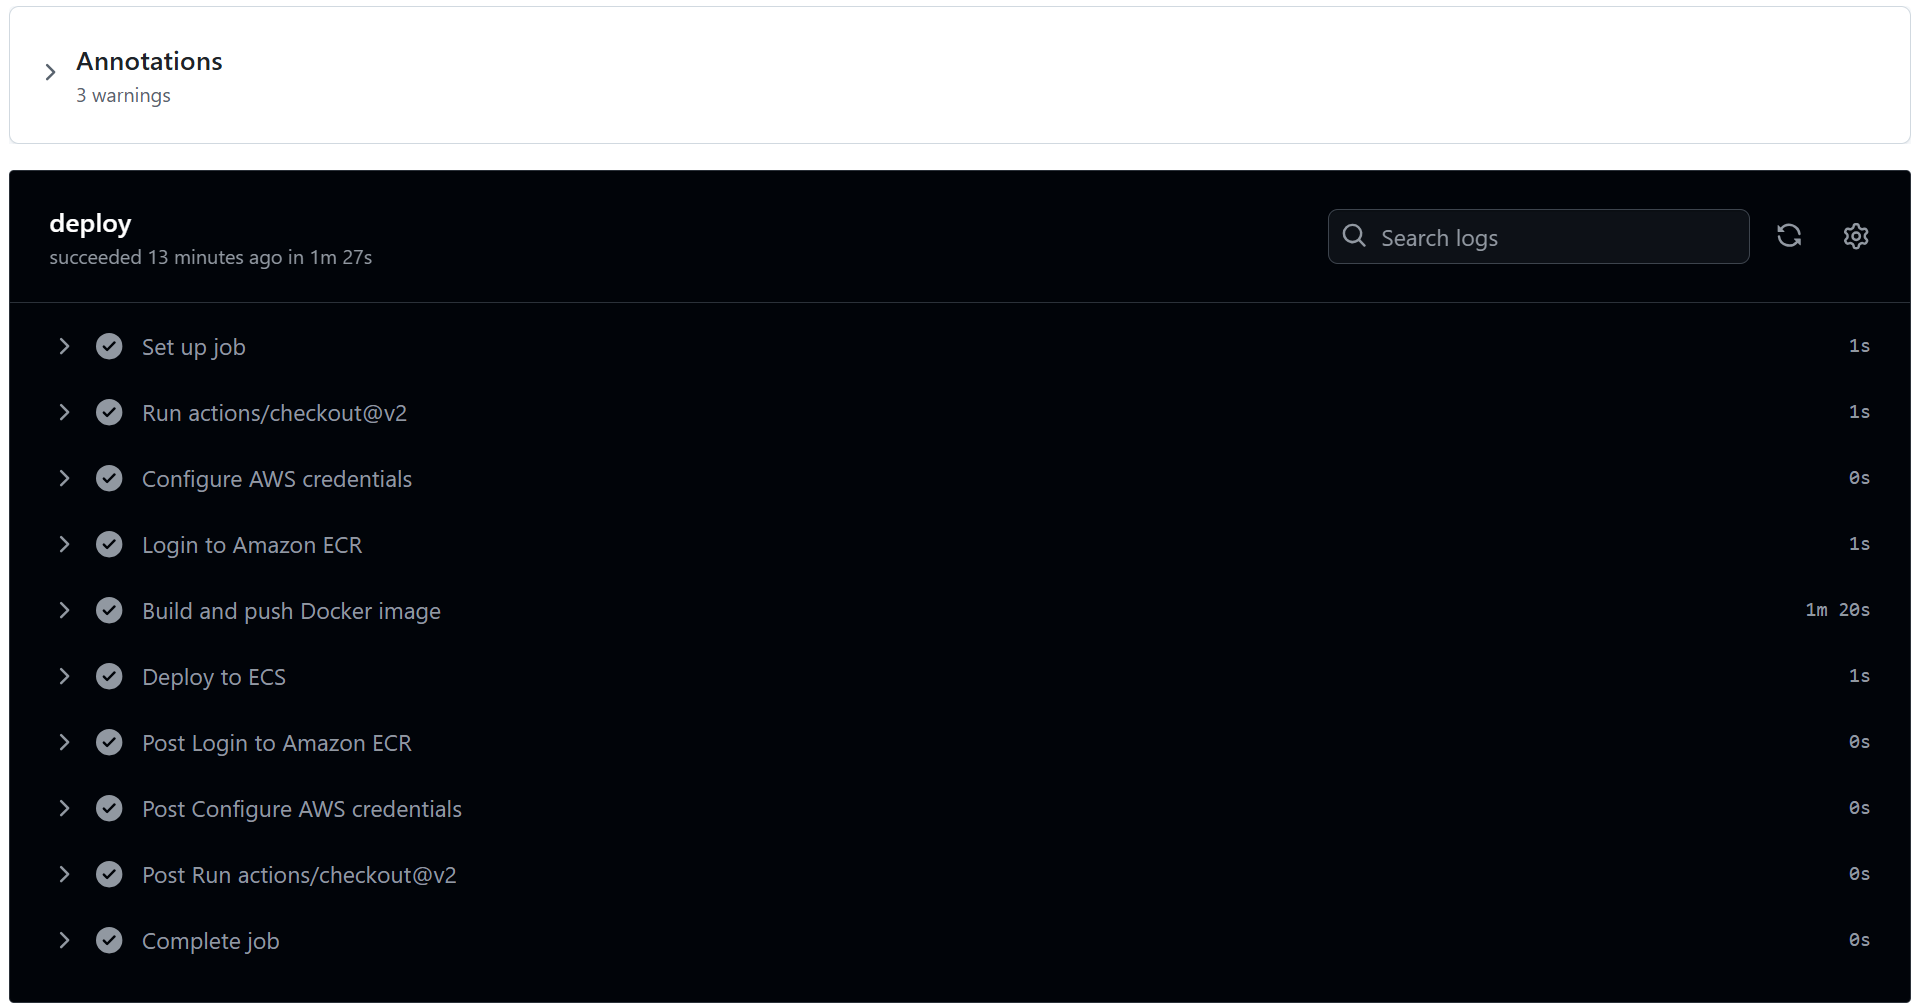 Annotations
3 warnings
deploy
succeeded 13 minutes ago in 1m 27s
Search logs
Set up job 1s
Run actions/checkout@v2 1s
Configure AWS credentials 0s
Login to Amazon ECR 1s
Build and push Docker image 1m 20s
Deploy to ECS 1s
Post Login to Amazon ECR 0s
Post Configure AWS credentials 0s
Post Run actions/checkout@v2 0s
Complete job 0s